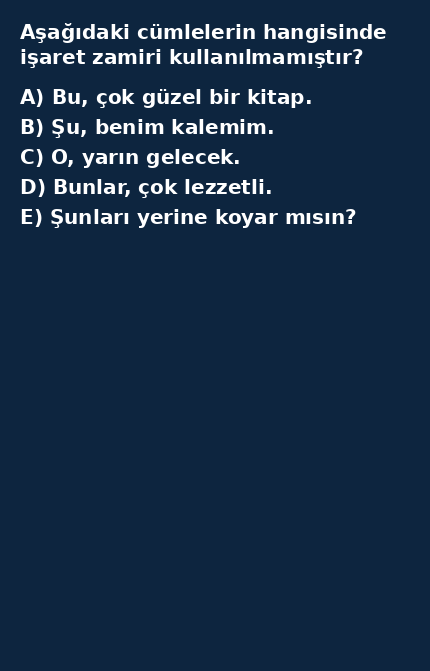 Aşağıdaki cümlelerin hangisinde
işaret zamiri kullanılmamıştır?
A) Bu, çok güzel bir kitap.
B) Şu, benim kalemim.
C) O, yarın gelecek.
D) Bunlar, çok lezzetli.
E) Şunları yerine koyar mısın?